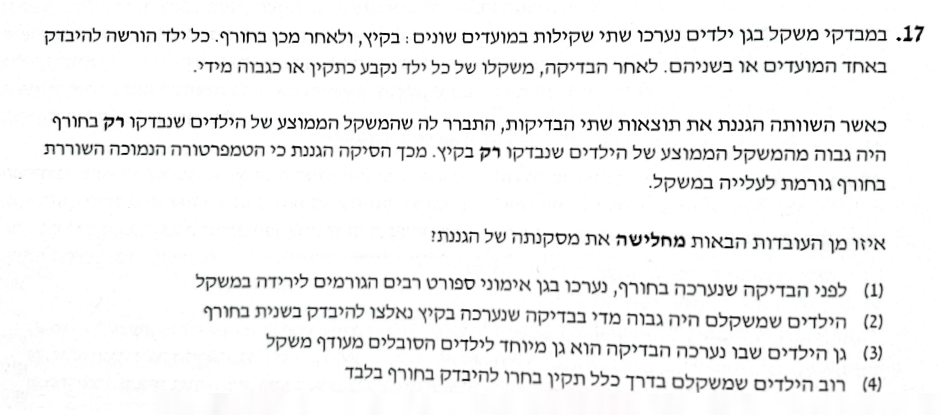 17. במבדקי משקל בגן ילדים נערכו שתי שקילות במועדים שונים: בקיץ, ולאחר מכן בחורף. כל ילד הורשה להיבדק
באחד המועדים או בשניהם. לאחר הבדיקה, משקלו של כל ילד נקבע כתקין או כגבוה מידי.
כאשר השוותה הגננת את תוצאות שתי הבדיקות, התברר לה שהמשקל הממוצע של הילדים שנבדקו רק בחורף
היה גבוה מהמשקל הממוצע של הילדים שנבדקו רק בקיץ. מכך הסיקה הגננת כי הטמפרטורה הנמוכה השוררת
בחורף גורמת לעלייה במשקל.
איזו מן העובדות הבאות מחלישה את מסקנתה של הגננת?
(1) לפני הבדיקה שנערכה בחורף, נערכו בגן אימוני ספורט רבים הגורמים לירידה במשקל
(2) הילדים שמשקלם היה גבוה מדי בבדיקה שנערכה בקיץ נאלצו להיבדק בשנית בחורף
(3) גן הילדים שבו נערכה הבדיקה הוא גן מיוחד לילדים הסובלים מעודף משקל
(4) רוב הילדים שמשקלם בדרך כלל תקין בחרו להיבדק בחורף בלבד